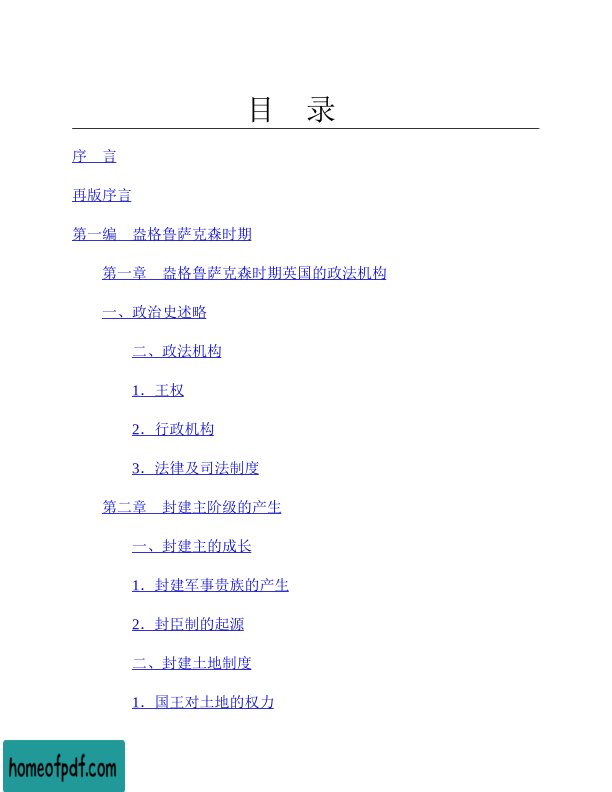 目　录
序　言
再版序言
第一编　盎格鲁萨克森时期
第一章　盎格鲁萨克森时期英国的政法机构
一、政治史述略
二、政法机构
1．王权
2．行政机构
3．法律及司法制度
第二章　封建主阶级的产生
一、封建主的成长
1．封建军事贵族的产生
2．封臣制的起源
二、封建土地制度
1．国王对土地的权力
homeofpdf.com